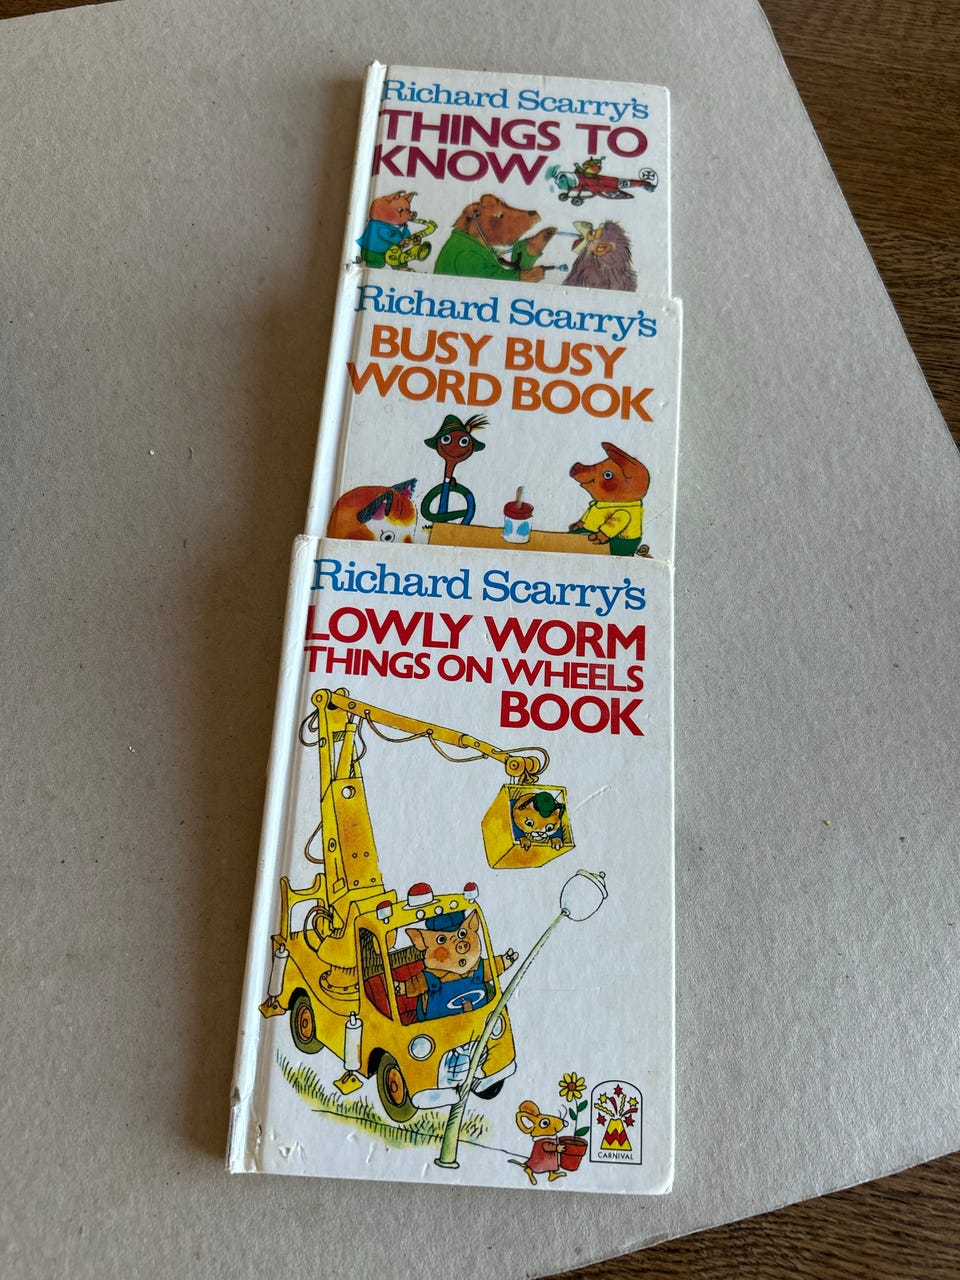 Richard Scarry's
THINGS TO
KNOW
Richard Scarry's
BUSY BUSY
WORD BOOK
Richard Scarry's
LOWLY WORM
THINGS ON WHEELS
BOOK
CARNIVAL